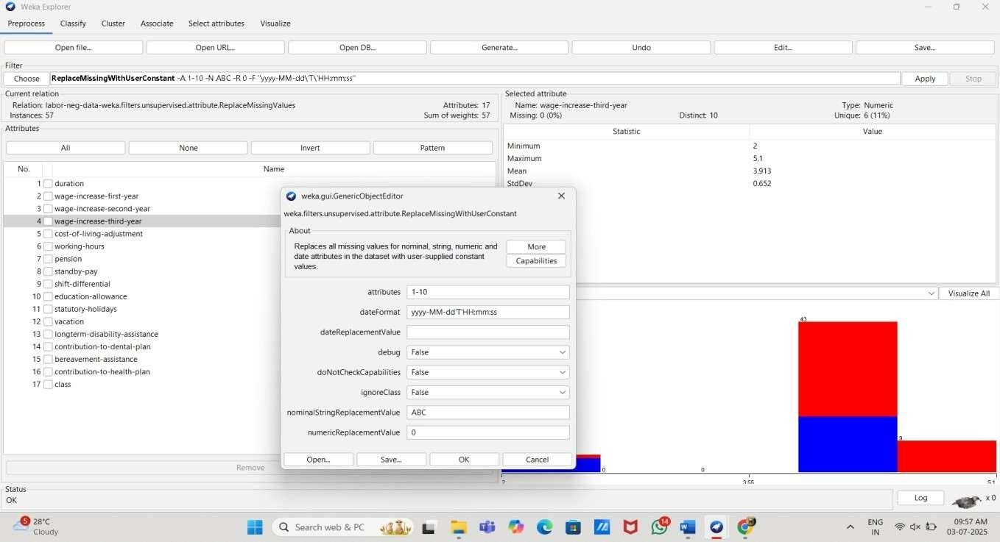 Weka Explorer
Preprocess Classify Cluster Associate Select attributes Visualize
Open file... Open URL... Open DB... Generate... Undo Edit... Save...
Filter
Choose ReplaceMissingWithUserConstant -A 1-10 -N ABC -R 0 -F "yyyy-MM-dd\'T\'HH:mm:ss" Apply Stop
Current relation
Relation: labor-neg-data-weka.filters.unsupervised.attribute.ReplaceMissingValues Attributes: 17
Instances: 57 Sum of weights: 57
Selected attribute
Name: wage-increase-third-year Type: Numeric
Missing: 0 (0%) Distinct: 10 Unique: 6 (11%)
Attributes
All None Invert Pattern
Statistic Value
Minimum 2
Maximum 5.1
Mean 3.913
StdDev 0.652
No. Name
1 duration
2 wage-increase-first-year
3 wage-increase-second-year
4 wage-increase-third-year
5 cost-of-living-adjustment
6 working-hours
7 pension
8 standby-pay
9 shift-differential
10 education-allowance
11 statutory-holidays
12 vacation
13 longterm-disability-assistance
14 contribution-to-dental-plan
15 bereavement-assistance
16 contribution-to-health-plan
17 class
Remove
weka.gui.GenericObjectEditor
weka.filters.unsupervised.attribute.ReplaceMissingWithUserConstant
About
Replaces all missing values for nominal, string, numeric and
date attributes in the dataset with user-supplied constant
values.
More
Capabilities
attributes 1-10
dateFormat yyyy-MM-dd'T'HH:mm:ss
dateReplacementValue
debug False
doNotCheckCapabilities False
ignoreClass False
nominalStringReplacementValue ABC
numericReplacementValue 0
Open... Save... OK Cancel
Visualize All
43
9
0 0
2 3.55 5.1
Status
OK
Log x 0
5 28°C
Cloudy
Search web & PC
14
ENG
IN
09:57 AM
03-07-2025